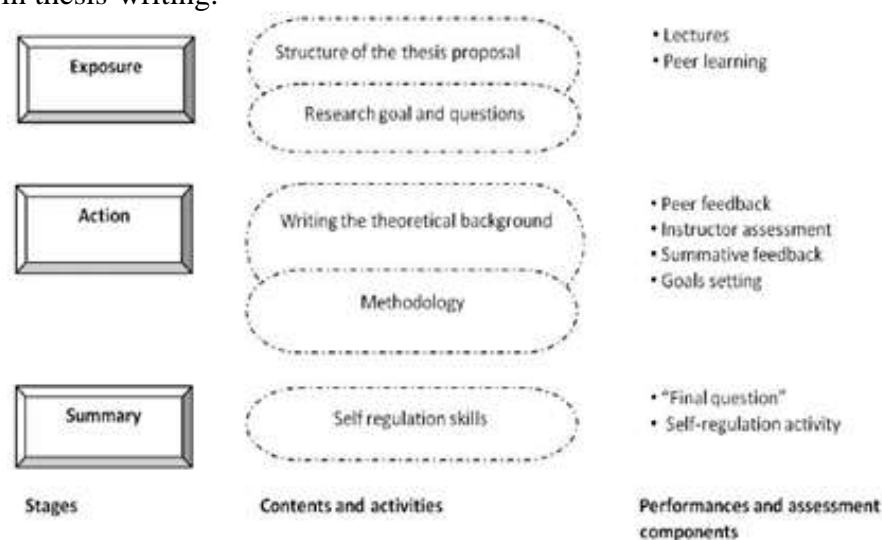 in thesis writing.
Exposure
Structure of the thesis proposal
Research goal and questions
• Lectures
• Peer learning
Action
Writing the theoretical background
Methodology
• Peer feedback
• Instructor assessment
• Summative feedback
• Goals setting
Summary
Self regulation skills
• "Final question"
• Self-regulation activity
Stages
Contents and activities
Performances and assessment
components